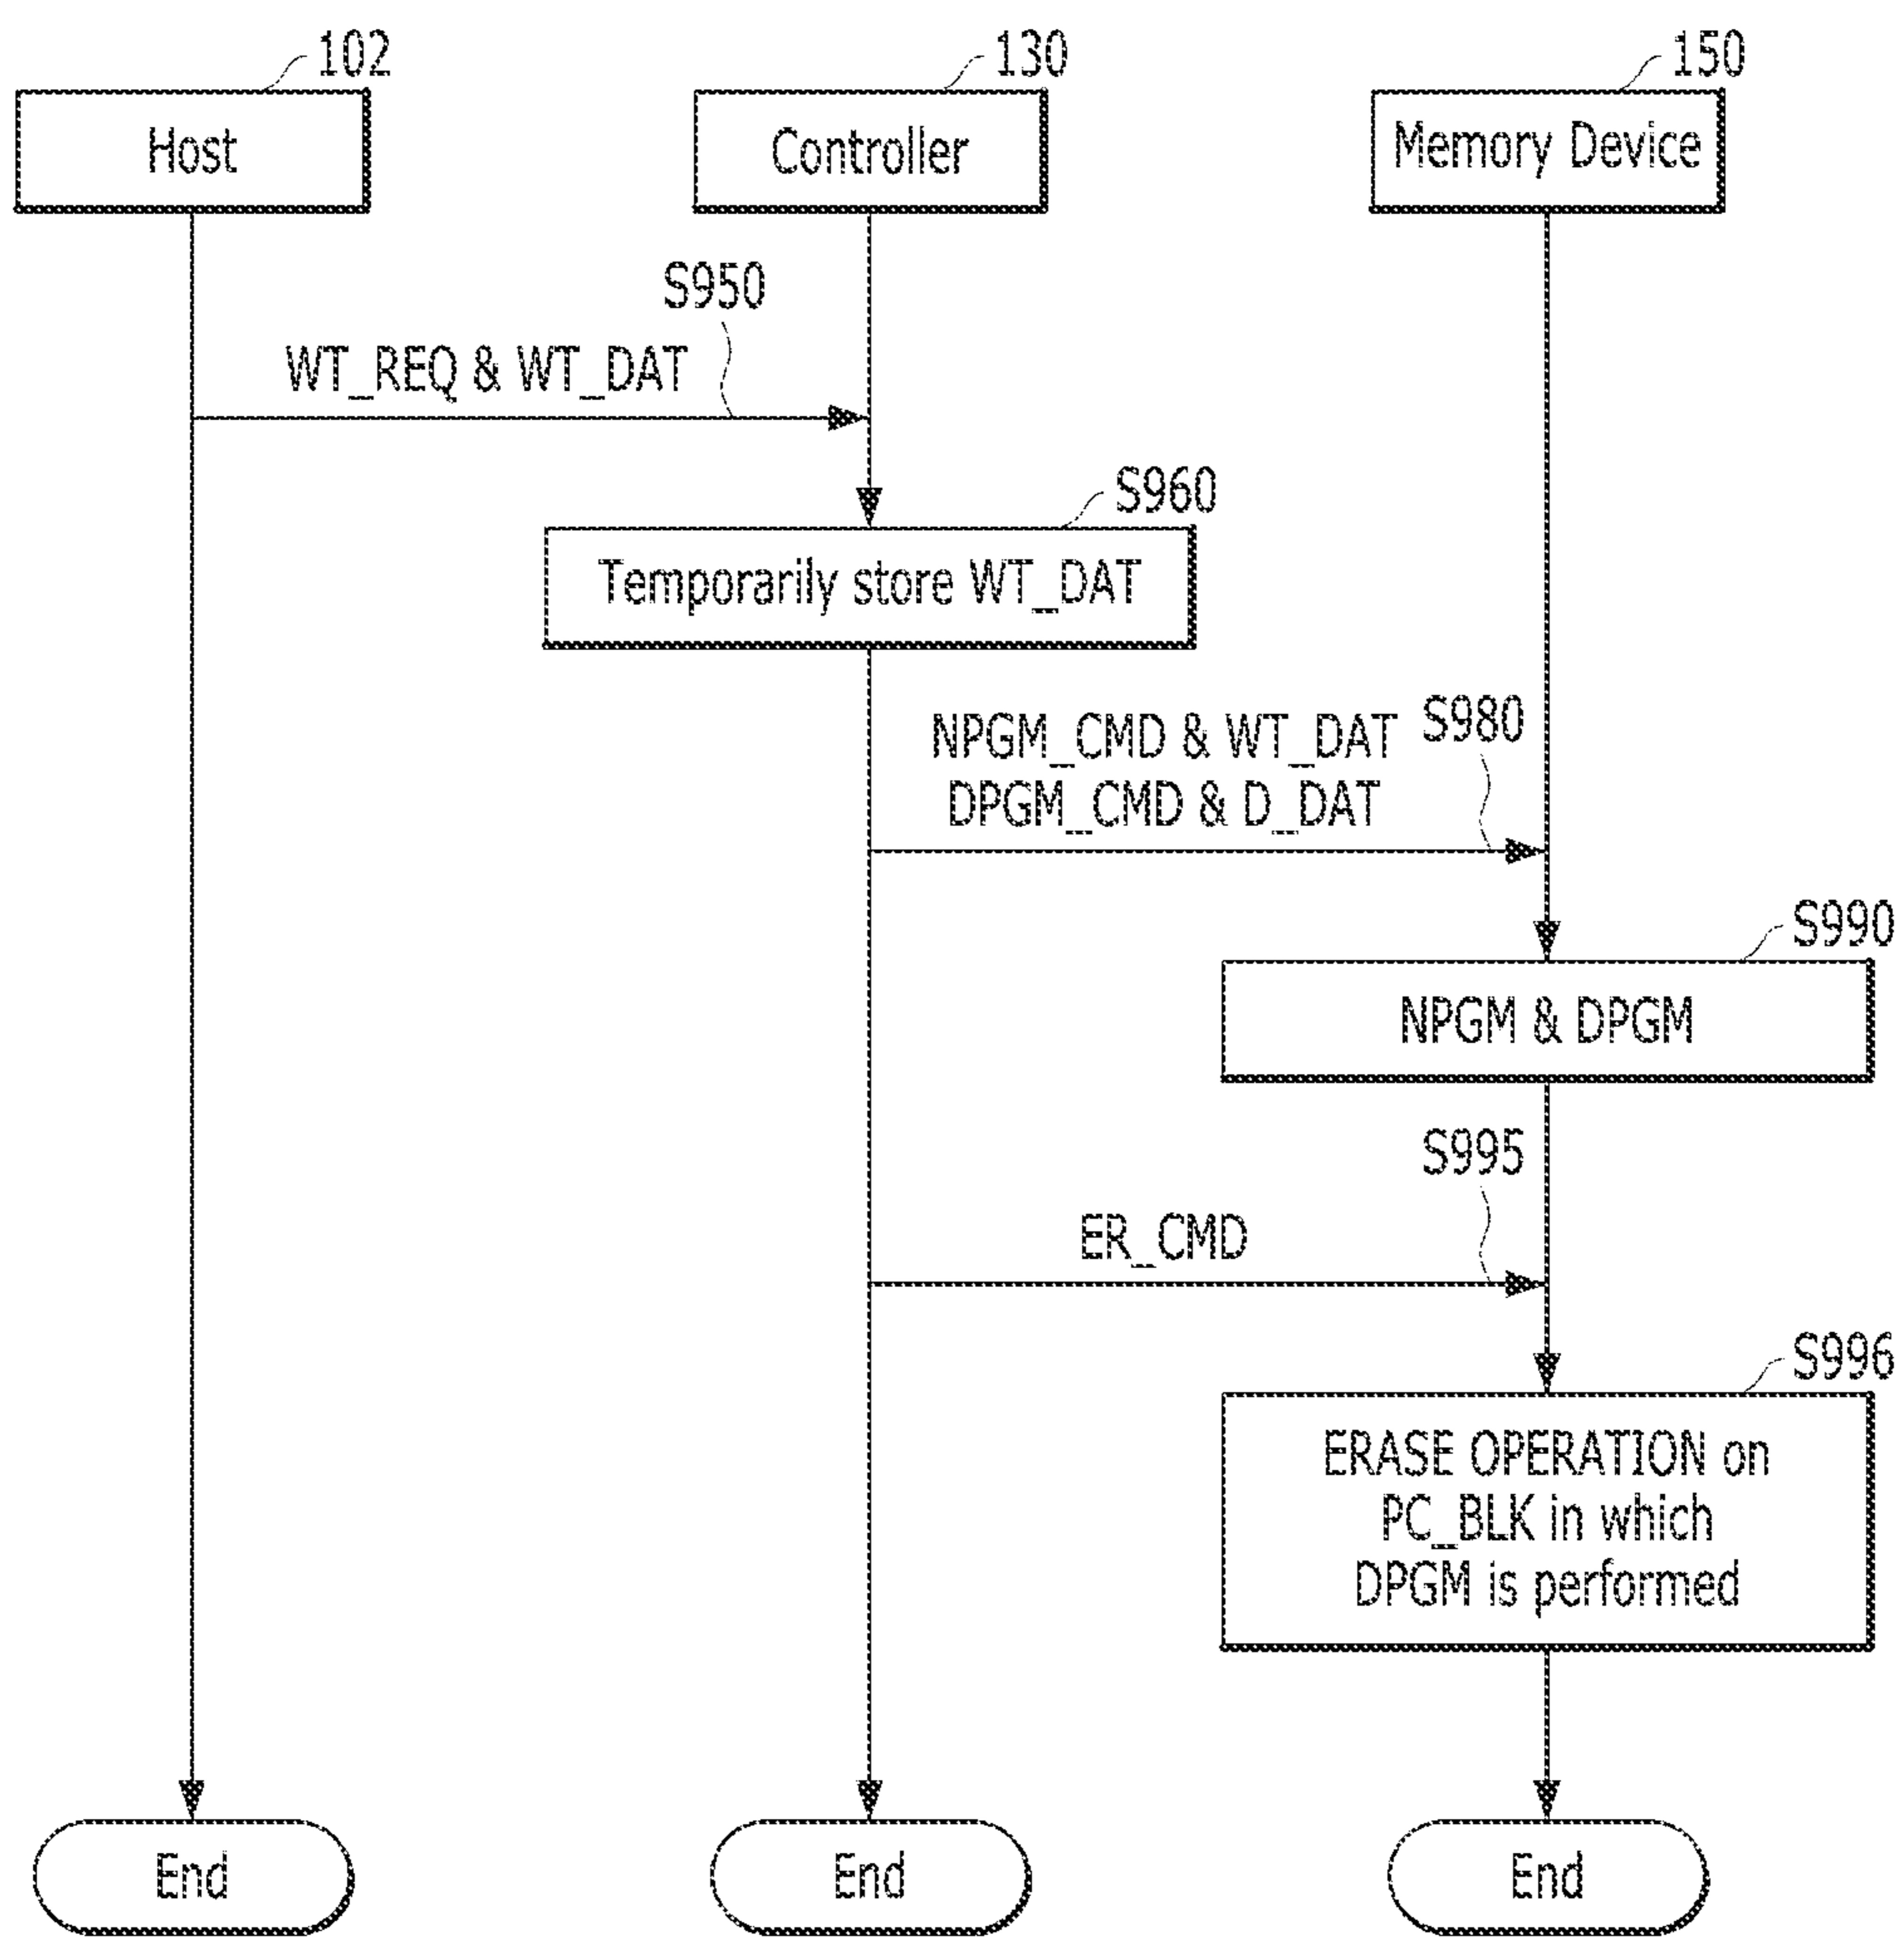 102
130
150
Host
Controller
Memory Device
S950
WT_REQ & WT_DAT
S960
Temporarily store WT_DAT
NPGM_CMD & WT_DAT
S980
DPGM_CMD & D_DAT
S990
NPGM & DPGM
S995
ER_CMD
S996
ERASE OPERATION on
PC_BLK in which
DPGM is performed
End
End
End